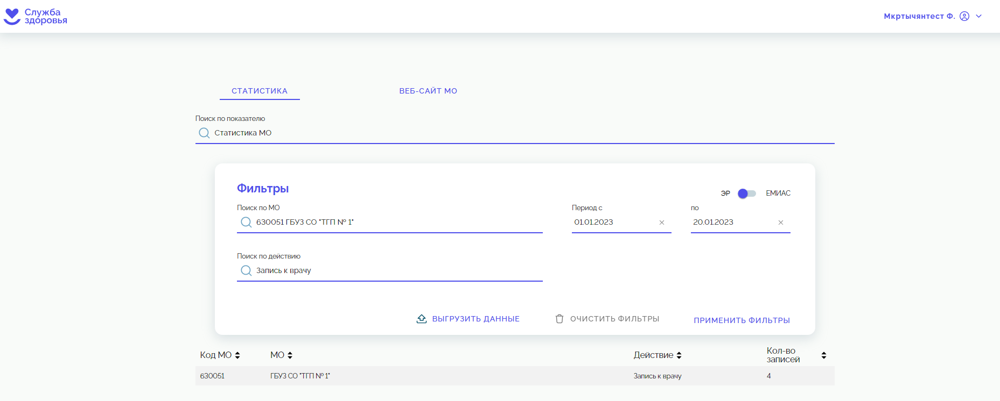 Служба
здоровья
Мкртычянтест Ф.
СТАТИСТИКА
ВЕБ-САЙТ МО
Поиск по показателю
Статистика МО
Фильтры
ЭР
ЕМИАС
Поиск по МО
Период с
по
630051 ГБУЗ СО "ТГП № 1"
01.01.2023
20.01.2023
Поиск по действию
Запись к врачу
ВЫГРУЗИТЬ ДАННЫЕ
ОЧИСТИТЬ ФИЛЬТРЫ
ПРИМЕНИТЬ ФИЛЬТРЫ
Код МО
МО
Действие
Кол-во
записей
630051
ГБУЗ СО "ТГП № 1"
Запись к врачу
4